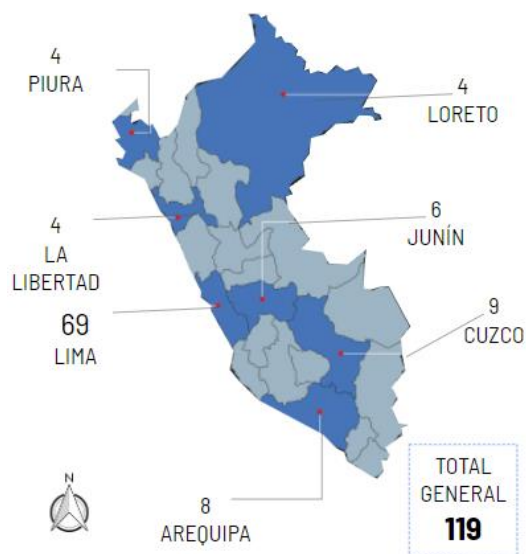 4
PIURA
4
LORETO
4
LA
LIBERTAD
6
JUNÍN
69
LIMA
9
CUZCO
8
AREQUIPA
N
TOTAL
GENERAL
119